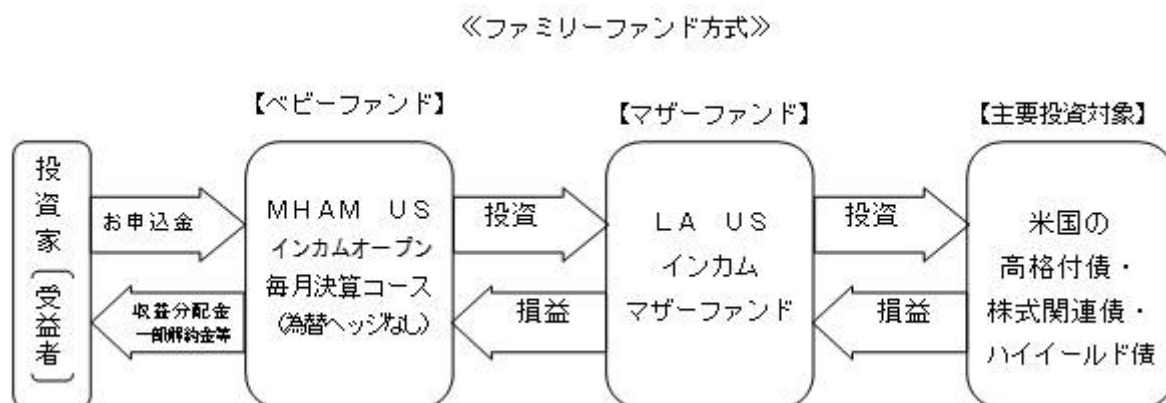 ≪ファミリーファンド方式≫
【ベビーファンド】
【マザーファンド】
【主要投資対象】
投資家（受益者）
お申込金
収益分配金
一部解約金等
ＭＨＡＭ　ＵＳ
インカムオープン
毎月決算コース
（為替ヘッジなし）
投資
損益
ＬＡ　ＵＳ
インカム
マザーファンド
投資
損益
米国の
高格付債・
株式関連債・
ハイイールド債